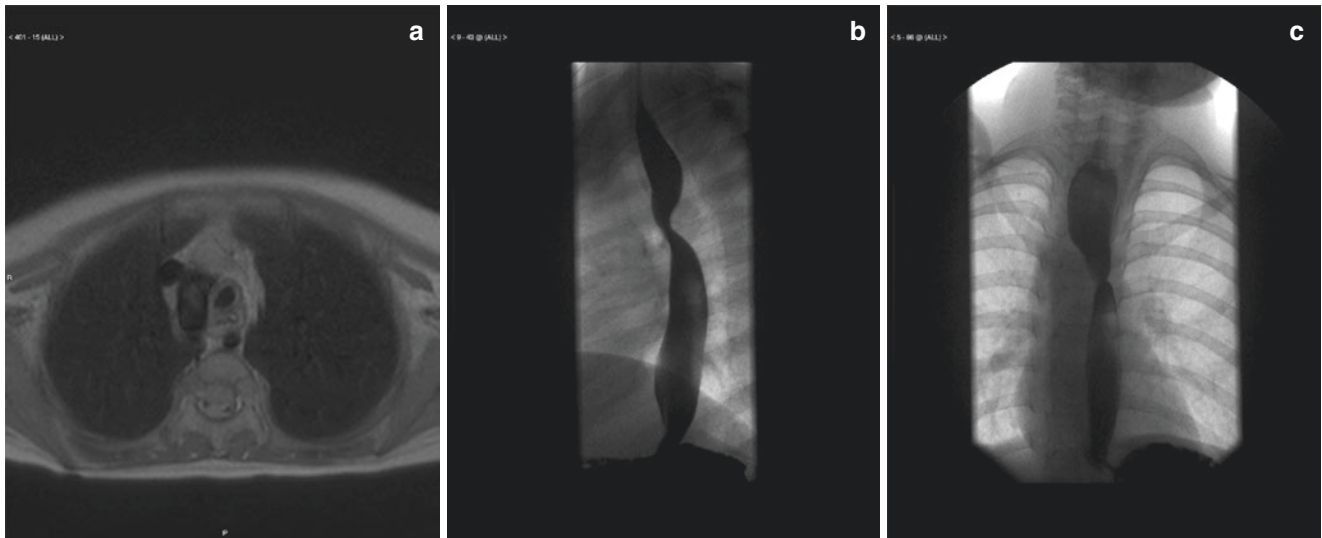 < 401 - 15 (ALL) >
a
< 9 - 43 @ (ALL) >
b
< 5 - 86 @ (ALL) >
c
R
P